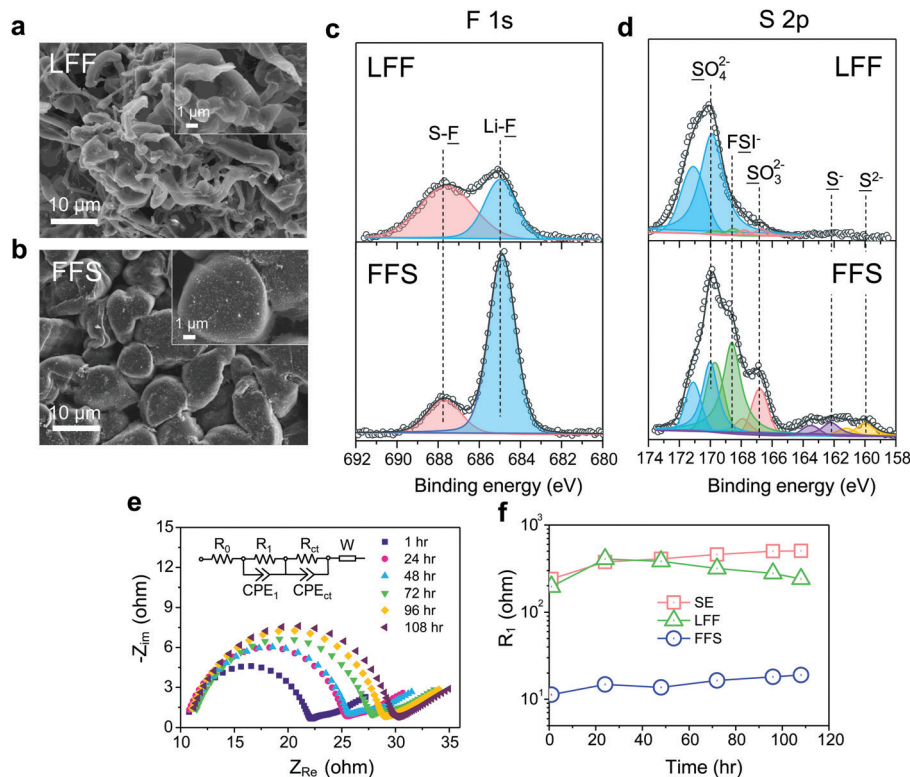 a
LFF
1 μm
10 μm
b
FFS
1 μm
10 μm
c
F 1s
LFF
S-F
Li-F
FFS
692 690 688 686 684 682 680
Binding energy (eV)
d
S 2p
LFF
SO₄²⁻
FSI⁻
SO₃²⁻
S⁻
S²⁻
FFS
174 172 170 168 166 164 162 160 158
Binding energy (eV)
e
15
12
9
6
3
0
-Z_im (ohm)
R₀ R₁ R_ct W
CPE₁ CPE_ct
1 hr
24 hr
48 hr
72 hr
96 hr
108 hr
10 15 20 25 30 35
Z_Re (ohm)
f
10³
10²
10¹
R₁ (ohm)
SE
LFF
FFS
0 20 40 60 80 100 120
Time (hr)